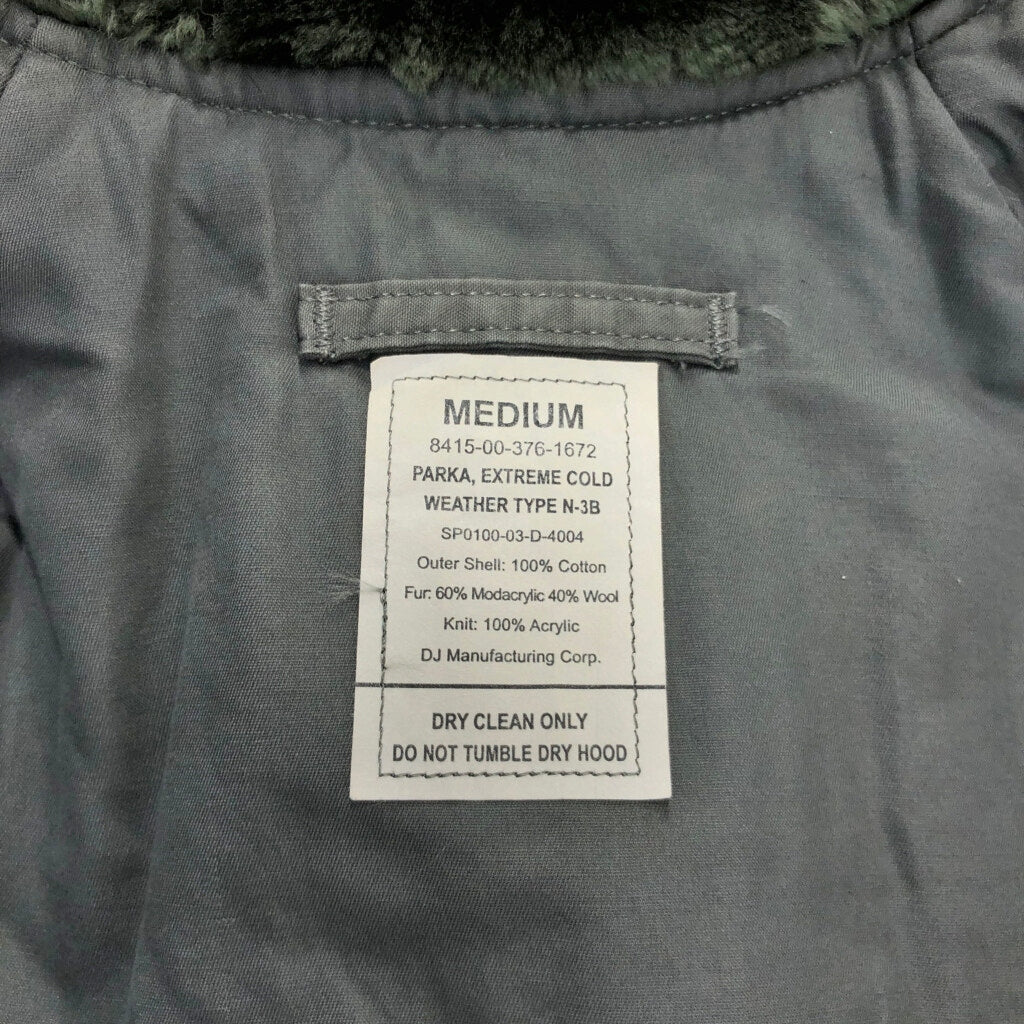 MEDIUM
8415-00-376-1672
PARKA, EXTREME COLD
WEATHER TYPE N-3B
SP0100-03-D-4004
Outer Shell: 100% Cotton
Fur: 60% Modacrylic 40% Wool
Knit: 100% Acrylic
DJ Manufacturing Corp.
DRY CLEAN ONLY
DO NOT TUMBLE DRY HOOD